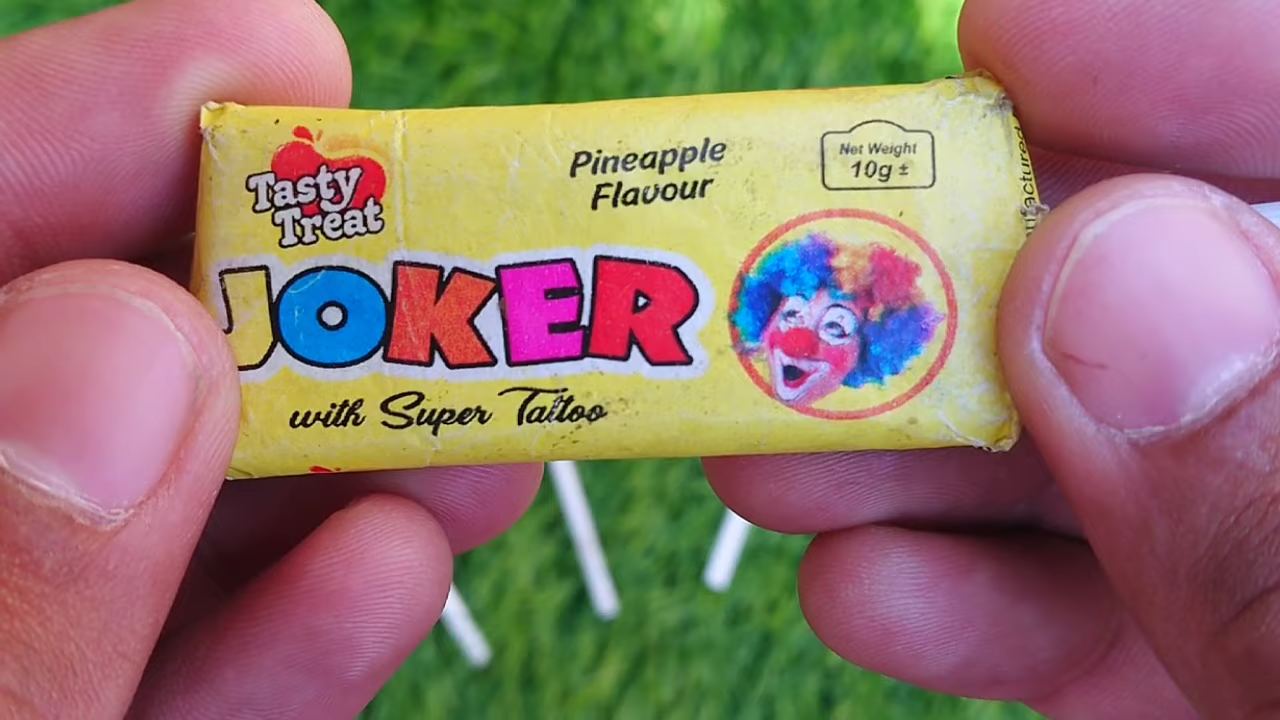 Tasty
Treat
Pineapple
Flavour
Net Weight
10g ±
JOKER
with Super Tattoo